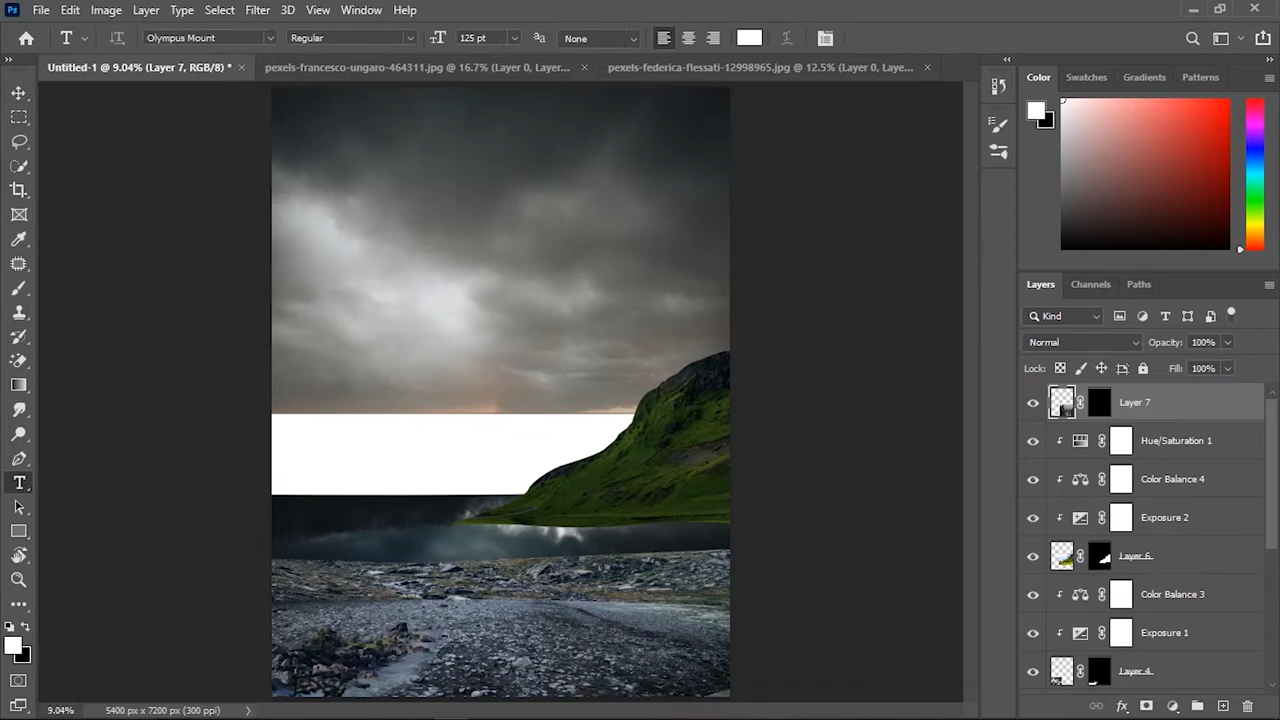 Ps File Edit Image Layer Type Select Filter 3D View Window Help
T Olympus Mount Regular 125 pt None
Untitled-1 @ 9.04% (Layer 7, RGB/8) * pexels-francesco-ungaro-464311.jpg @ 16.7% (Layer 0, Layer... pexels-federica-flessati-12998965.jpg @ 12.5% (Layer 0, Laye...
Color Swatches Gradients Patterns
Layers Channels Paths
Kind
Normal Opacity: 100%
Lock: Fill: 100%
Layer 7
Hue/Saturation 1
Color Balance 4
Exposure 2
Layer 6
Color Balance 3
Exposure 1
Layer 4
9.04% 5400 px x 7200 px (300 ppi)